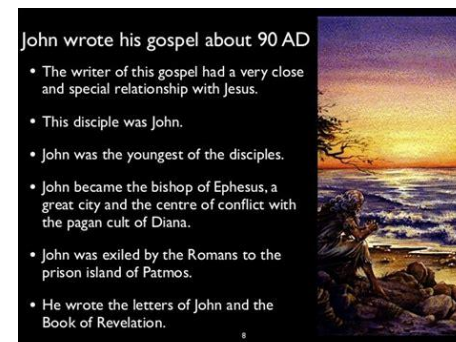 John wrote his gospel about 90 AD
• The writer of this gospel had a very close
and special relationship with Jesus.
• This disciple was John.
• John was the youngest of the disciples.
• John became the bishop of Ephesus, a
great city and the centre of conflict with
the pagan cult of Diana.
• John was exiled by the Romans to the
prison island of Patmos.
• He wrote the letters of John and the
Book of Revelation.
8